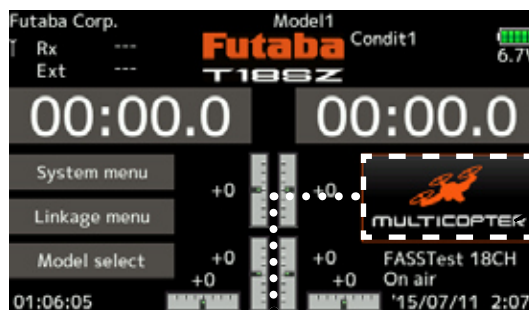 Futaba Corp.
Model1
Rx ---
Ext ---
Futaba
T18SZ
Condit1
6.7V
00:00.0
00:00.0
System menu
Linkage menu
Model select
+0
+0
MULTICOPTER
+0
+0
+0
+0
FASSTest 18CH
On air
01:06:05
'15/07/11 2:07